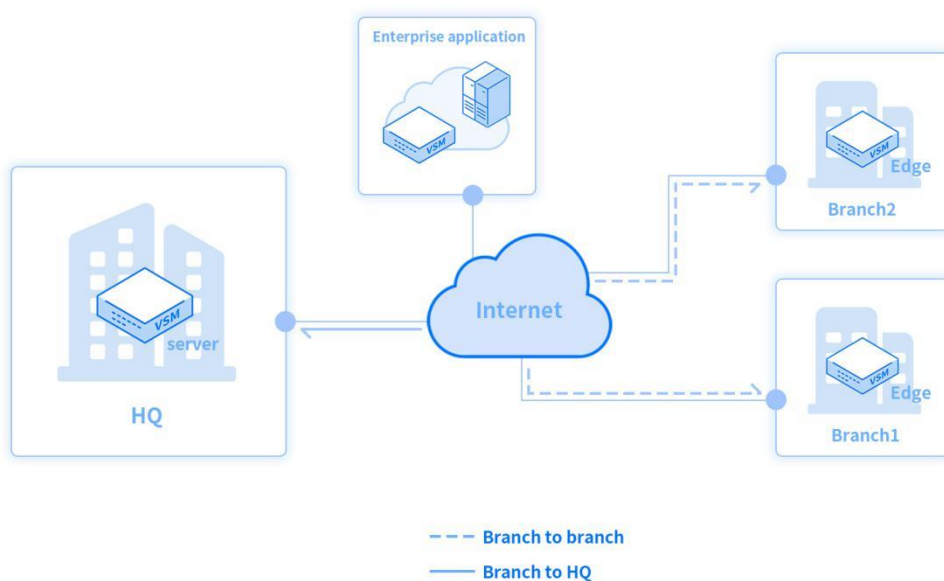 Enterprise application
VSM
VSM
Edge
Branch2
Internet
VSM
server
HQ
VSM
Edge
Branch1
Branch to branch
Branch to HQ